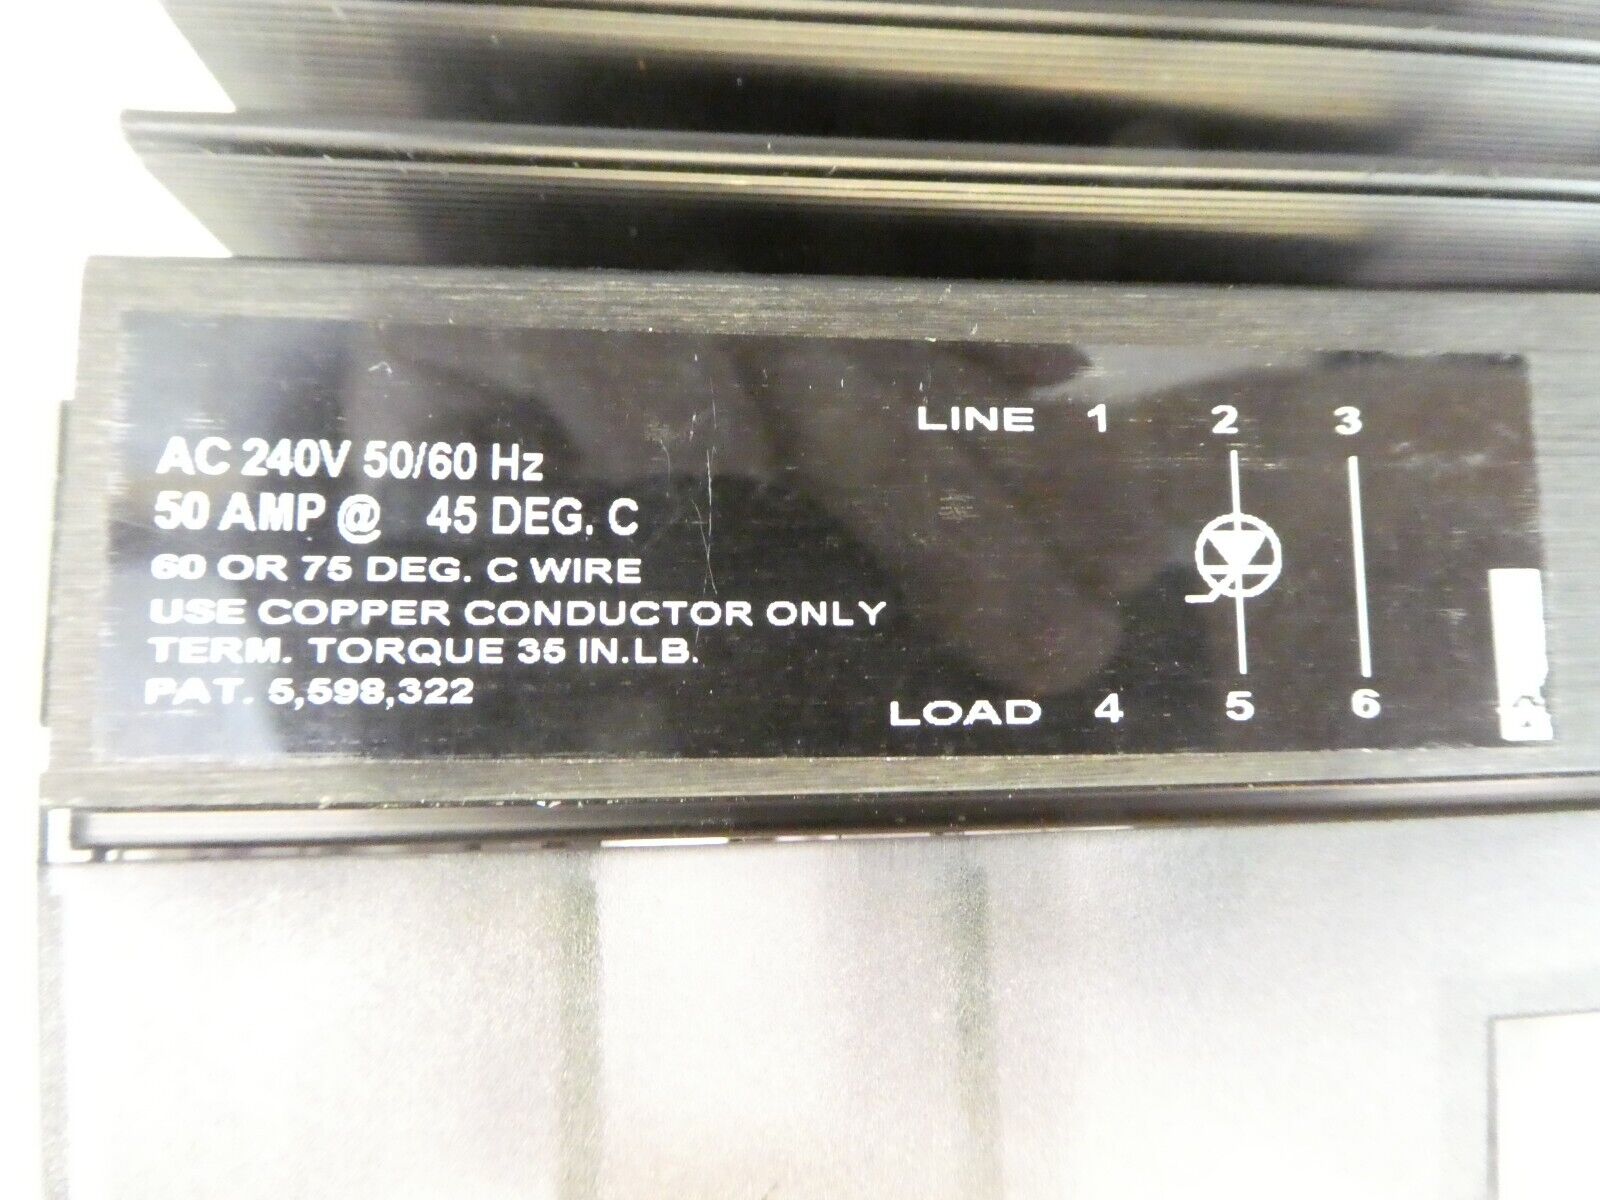 AC 240V 50/60 Hz
50 AMP @ 45 DEG. C
60 OR 75 DEG. C WIRE
USE COPPER CONDUCTOR ONLY
TERM. TORQUE 35 IN.LB.
PAT. 5,598,322
LINE 1 2 3
LOAD 4 5 6